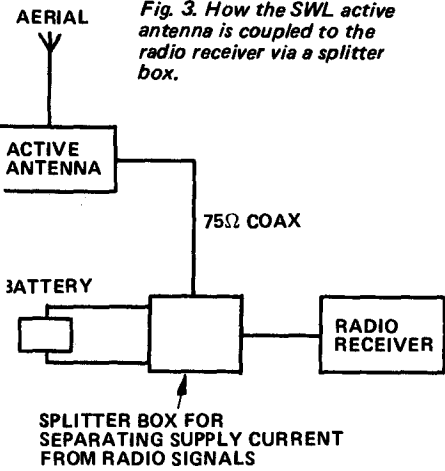 AERIAL
Fig. 3. How the SWL active
antenna is coupled to the
radio receiver via a splitter
box.
ACTIVE
ANTENNA
75Ω COAX
BATTERY
RADIO
RECEIVER
SPLITTER BOX FOR
SEPARATING SUPPLY CURRENT
FROM RADIO SIGNALS